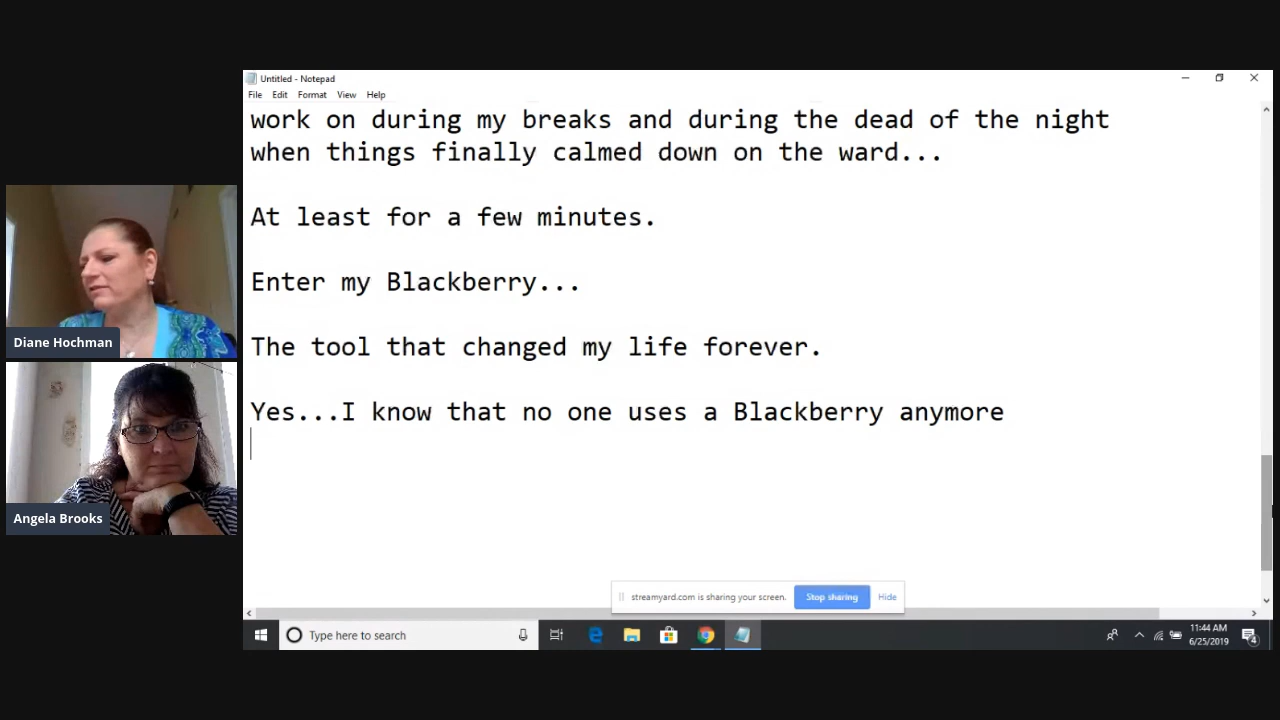 Untitled - Notepad
File Edit Format View Help
work on during my breaks and during the dead of the night
when things finally calmed down on the ward...
At least for a few minutes.
Enter my Blackberry...
The tool that changed my life forever.
Yes...I know that no one uses a Blackberry anymore
Diane Hochman
Angela Brooks
streamyard.com is sharing your screen. Stop sharing Hide
Type here to search
11:44 AM
6/25/2019
4